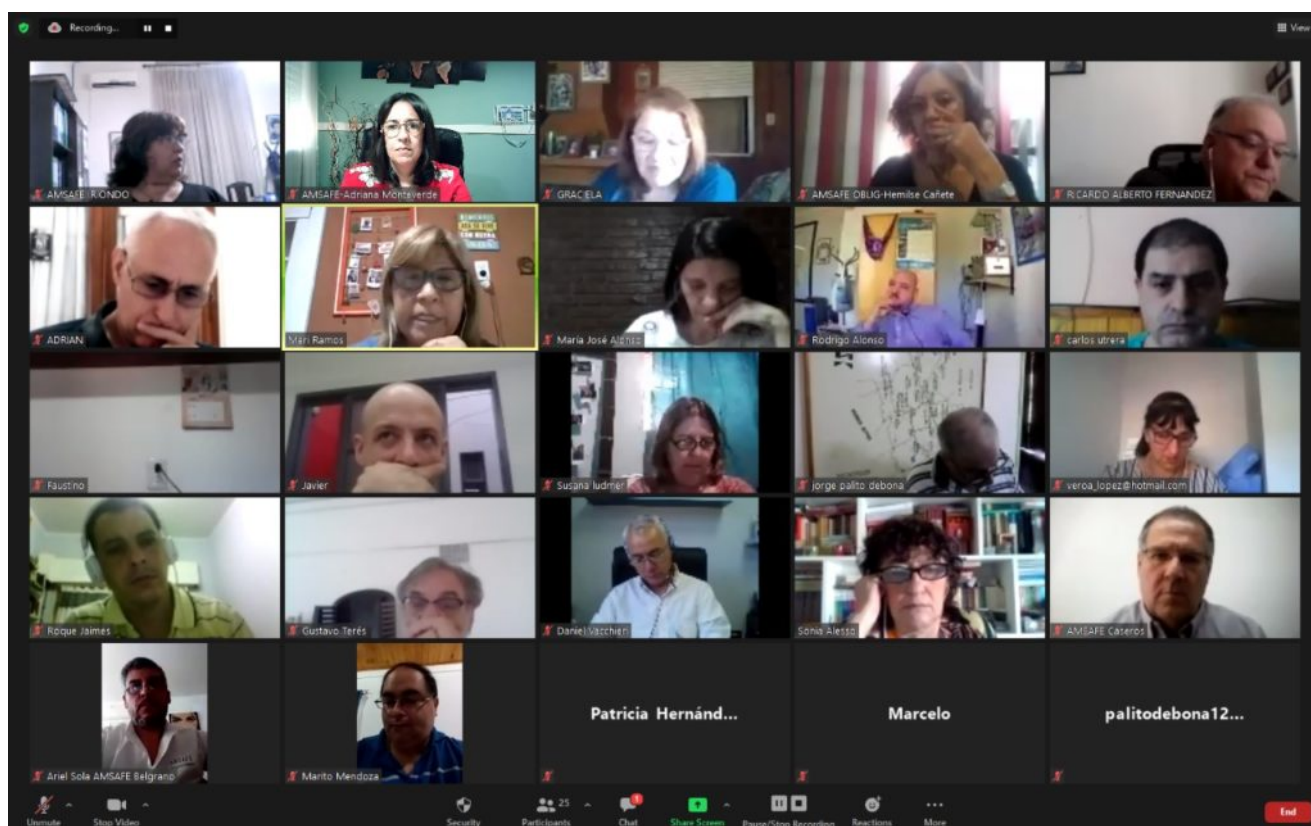 Recording...
View
AMSAFE IRIONDO
AMSAFE-Adriana Monteverde
GRACIELA
AMSAFE OBLIG-Hemilse Cañete
RICARDO ALBERTO FERNANDEZ
ADRIAN
Mari Ramos
María José Alonso
Rodrigo Alonso
carlos utrera
Faustino
Javier
Susana ludmer
jorge palito debona
veroa_lopez@hotmail.com
Roque Jaimes
Gustavo Terés
Daniel Vacchieri
Sonia Alesso
AMSAFE Caseros
Ariel Sola AMSAFE Belgrano
Marito Mendoza
Patricia Hernánd...
Marcelo
palitodebona12...
Unmute
Stop Video
Security
25
Participants
1
Chat
Share Screen
Pause/Stop Recording
Reactions
More
End